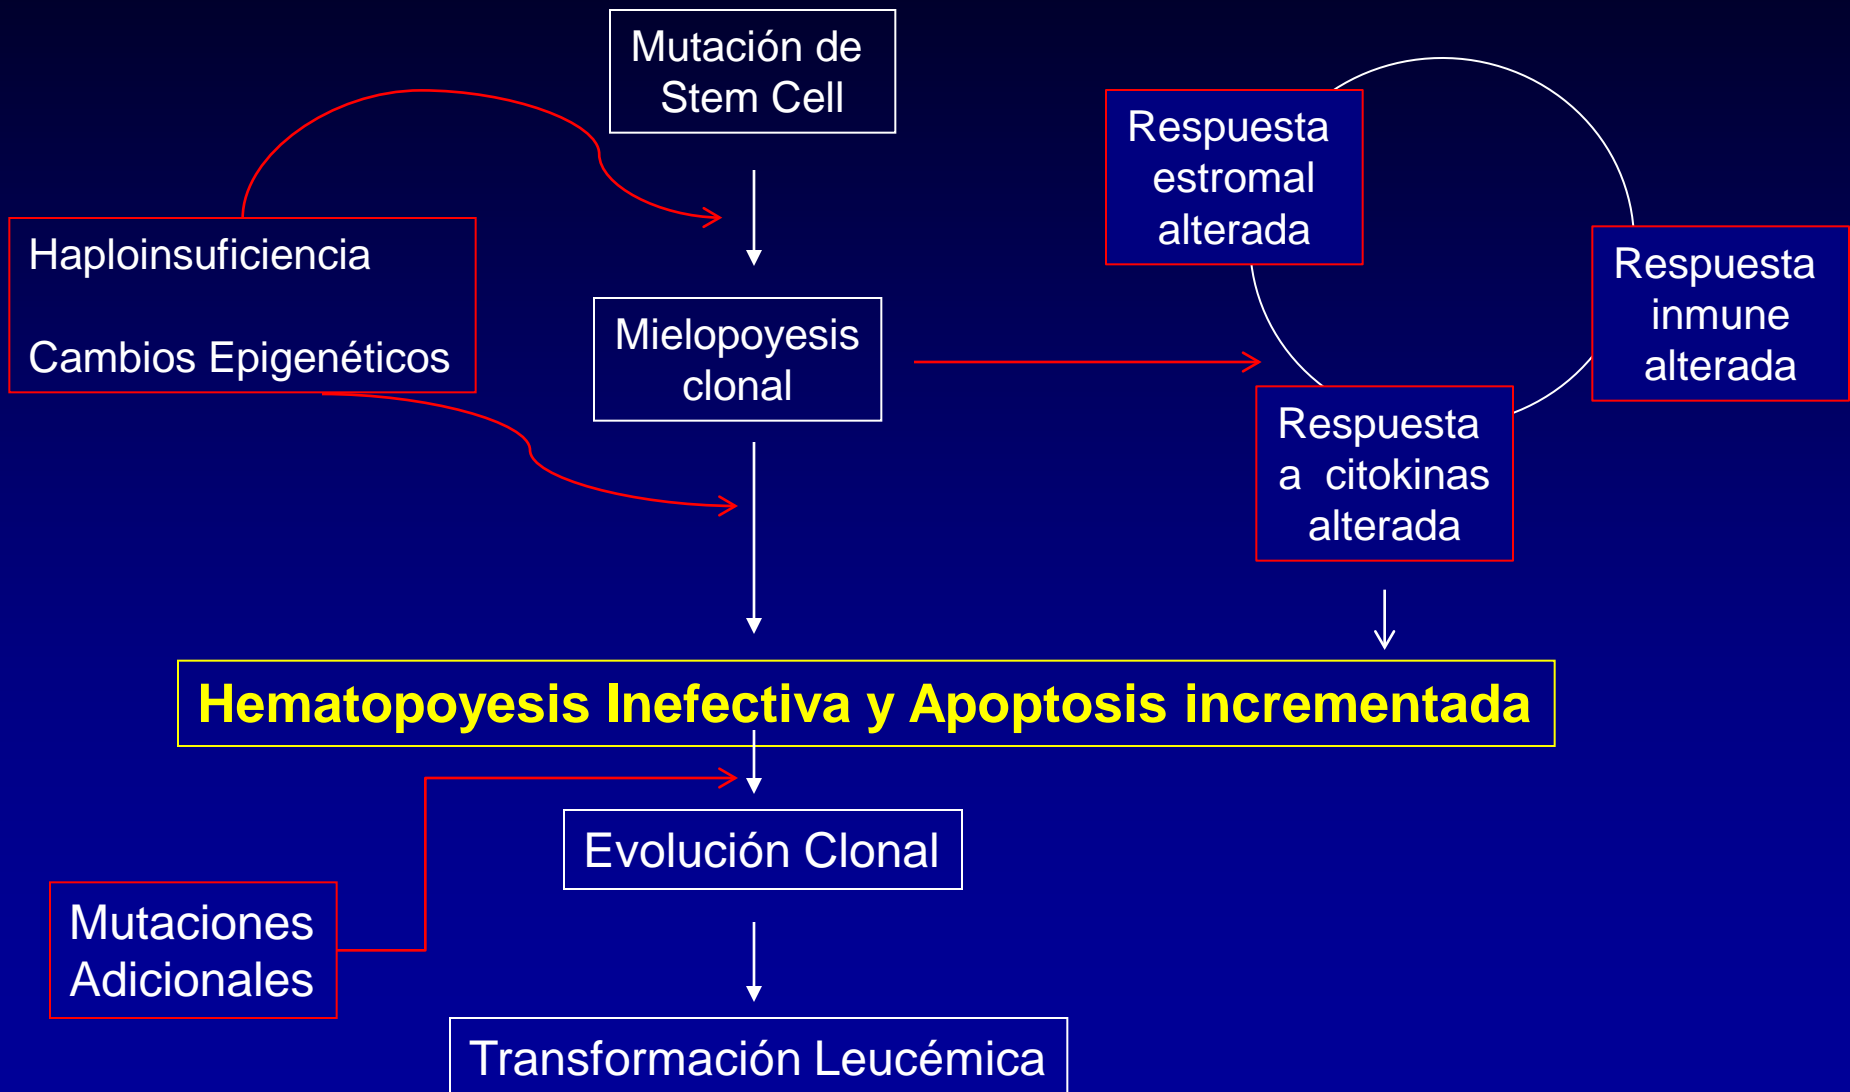 Mutación de
Stem Cell
Respuesta
estromal
alterada
Haploinsuficiencia
Cambios Epigenéticos
Mielopoyesis
clonal
Respuesta
inmune
alterada
Respuesta
a citokinas
alterada
Hematopoyesis Inefectiva y Apoptosis incrementada
Evolución Clonal
Mutaciones
Adicionales
Transformación Leucémica